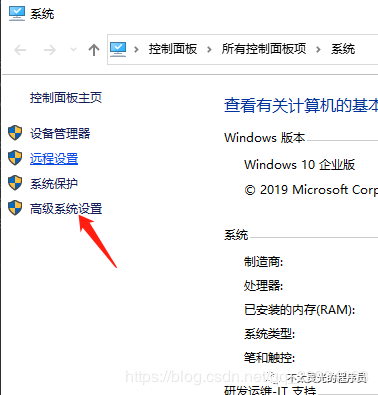 系统
控制面板 › 所有控制面板项 › 系统
控制面板主页
设备管理器
远程设置
系统保护
高级系统设置
查看有关计算机的基本
Windows 版本
Windows 10 企业版
© 2019 Microsoft Corp
系统
制造商:
处理器:
已安装的内存(RAM):
系统类型:
笔和触控:
研发运维-IT 支持
https://blog.csdn.net
不太灵光的程序员